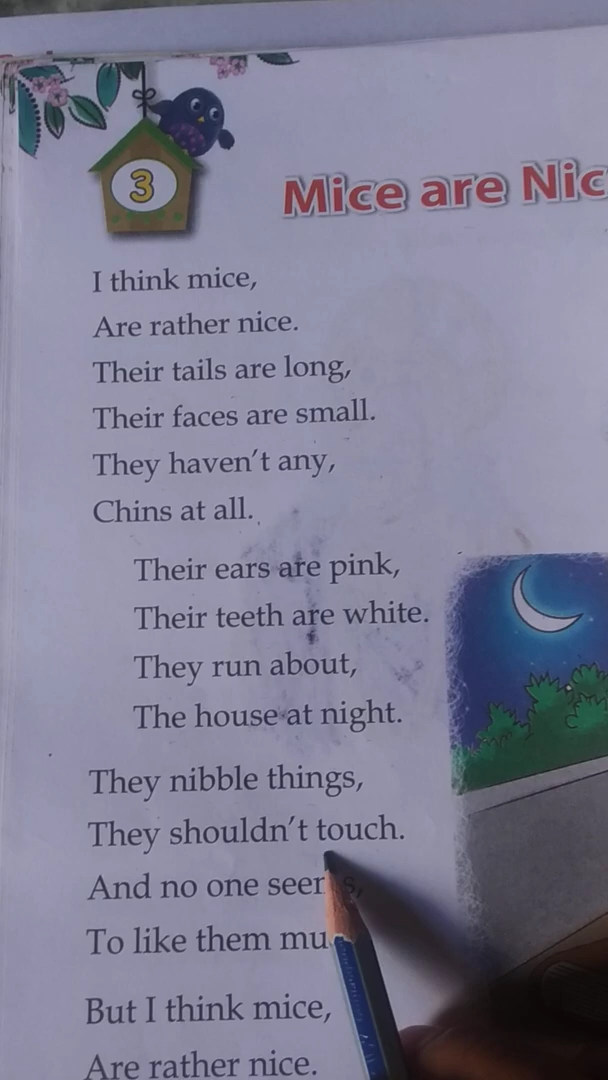 3
Mice are Nic
I think mice,
Are rather nice.
Their tails are long,
Their faces are small.
They haven't any,
Chins at all.
Their ears are pink,
Their teeth are white.
They run about,
The house at night.
They nibble things,
They shouldn't touch.
And no one seems,
To like them mu
But I think mice,
Are rather nice.